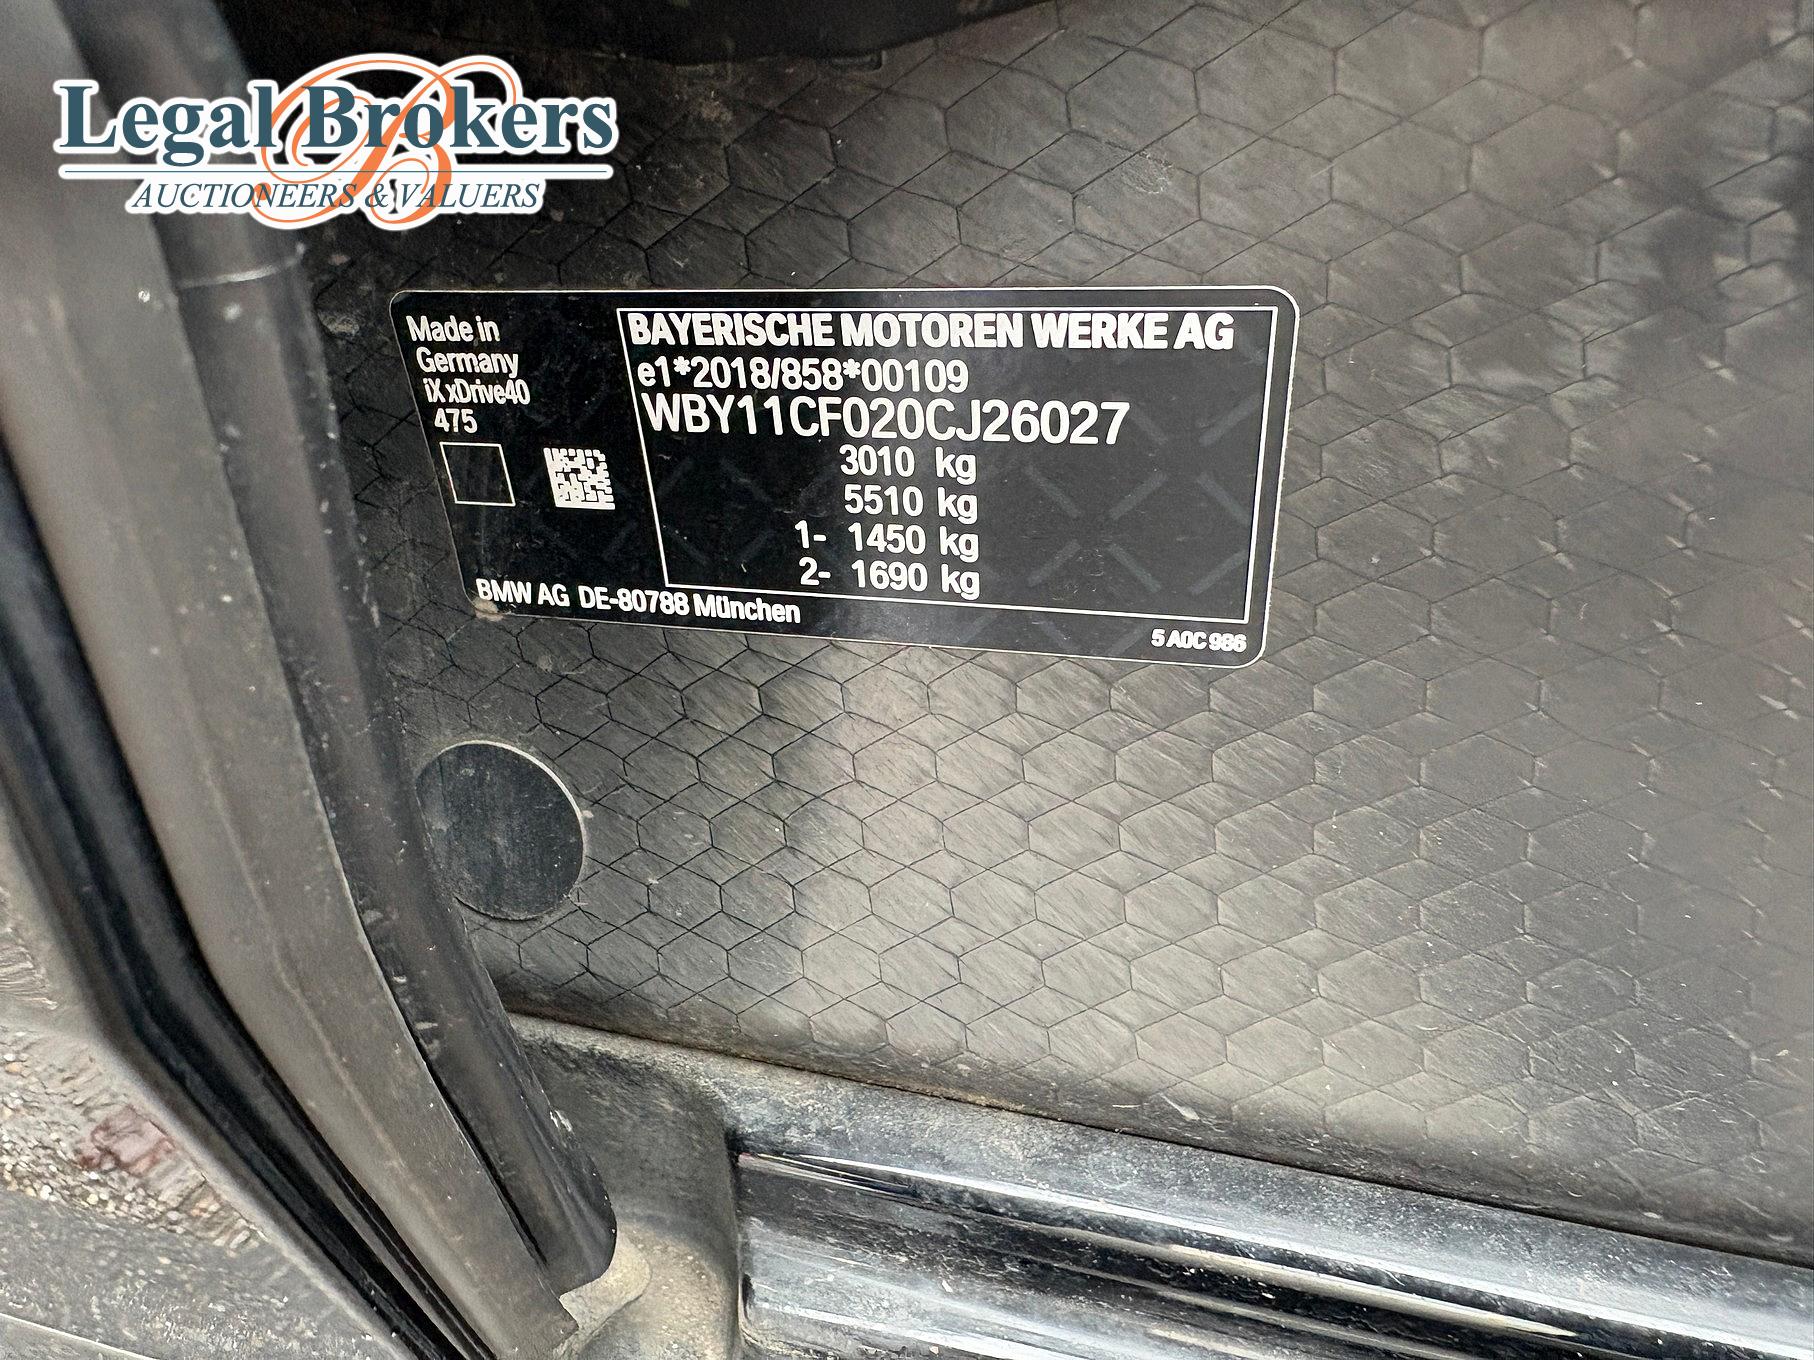 Legal Brokers
AUCTIONEERS & VALUERS
Made in
Germany
iX xDrive40
475
BAYERISCHE MOTOREN WERKE AG
e1*2018/858*00109
WBY11CF020CJ26027
3010 kg
5510 kg
1- 1450 kg
2- 1690 kg
BMW AG DE-80788 München
5 A0C 986